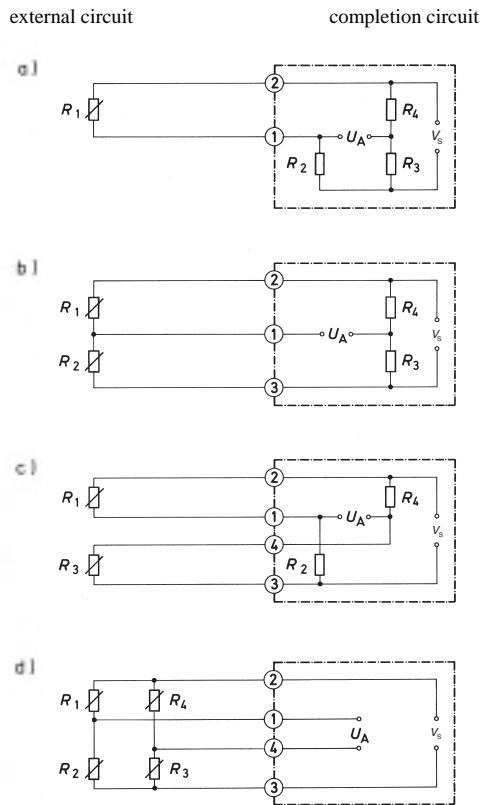 external circuit completion circuit
a)
2
R1
R4
1
UA
Vs
R2
R3
b)
2
R1
R4
1
UA
Vs
R2
R3
3
c)
2
R1
R4
1
UA
Vs
4
R3
R2
3
d)
2
R1
R4
1
UA
Vs
4
R2
R3
3